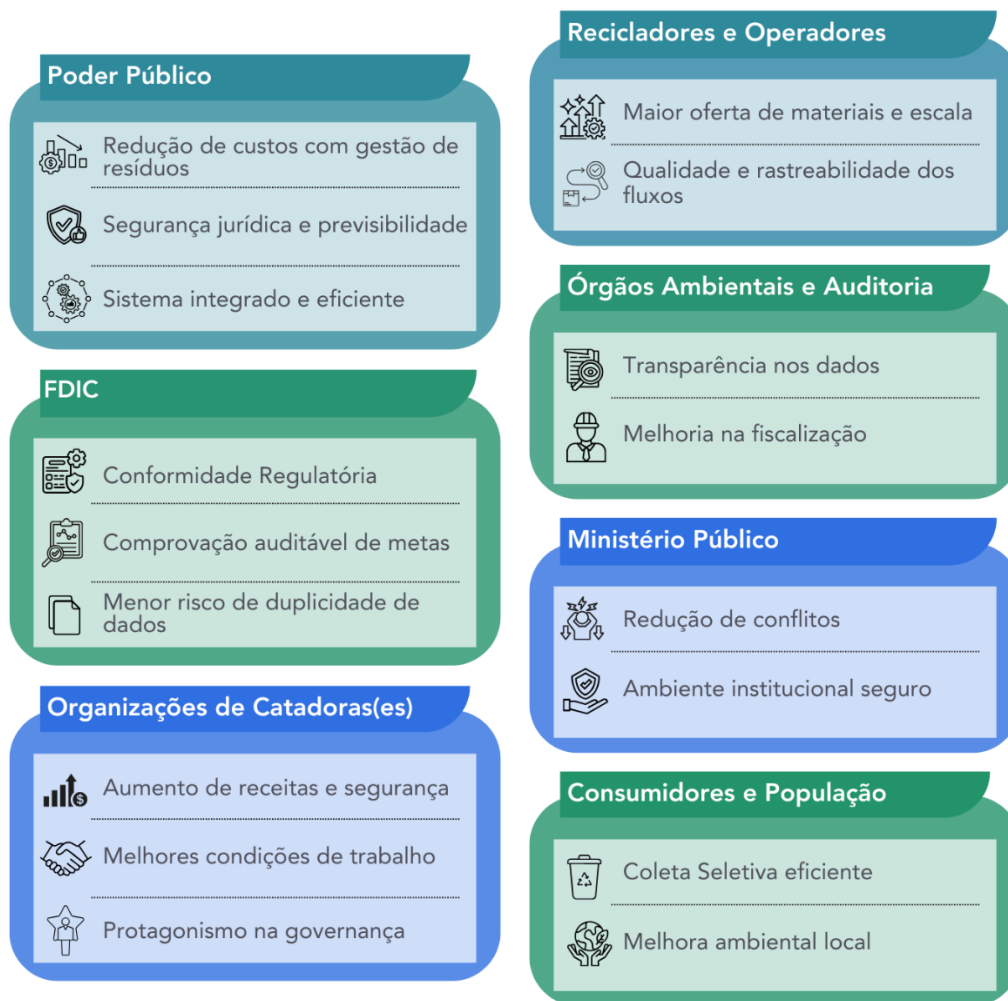 Poder Público
Redução de custos com gestão de
resíduos
Segurança jurídica e previsibilidade
Sistema integrado e eficiente
FDIC
Conformidade Regulatória
Comprovação auditável de metas
Menor risco de duplicidade de
dados
Organizações de Catadoras(es)
Aumento de receitas e segurança
Melhores condições de trabalho
Protagonismo na governança
Recicladores e Operadores
Maior oferta de materiais e escala
Qualidade e rastreabilidade dos
fluxos
Órgãos Ambientais e Auditoria
Transparência nos dados
Melhoria na fiscalização
Ministério Público
Redução de conflitos
Ambiente institucional seguro
Consumidores e População
Coleta Seletiva eficiente
Melhora ambiental local